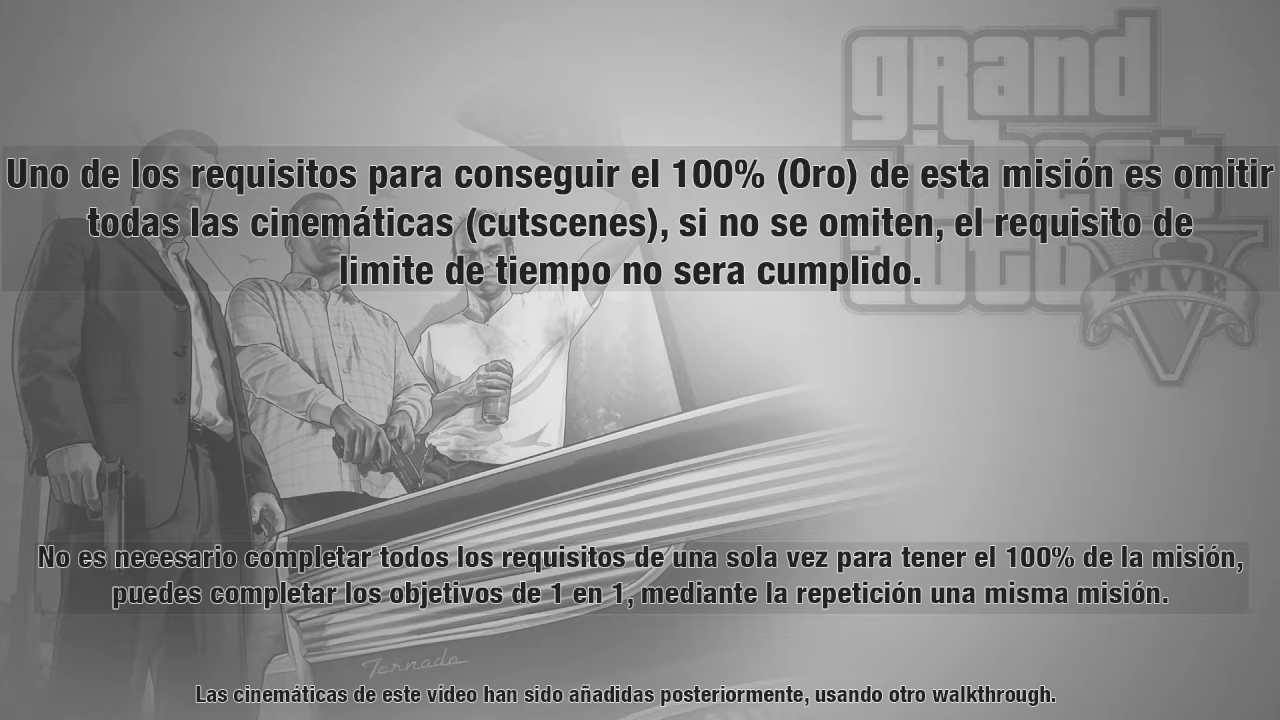 grand
theft
auto
FIVE
Uno de los requisitos para conseguir el 100% (Oro) de esta misión es omitir
todas las cinemáticas (cutscenes), si no se omiten, el requisito de
limite de tiempo no sera cumplido.
No es necesario completar todos los requisitos de una sola vez para tener el 100% de la misión,
puedes completar los objetivos de 1 en 1, mediante la repetición una misma misión.
Tornado
Las cinemáticas de este vídeo han sido añadidas posteriormente, usando otro walkthrough.